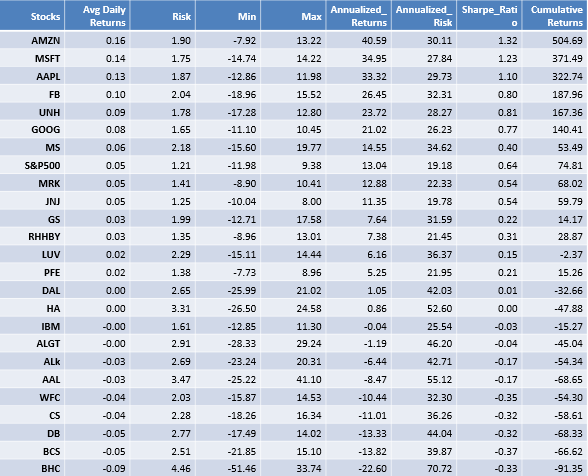 Stocks Avg Daily Returns Risk Min Max Annualized_Returns Annualized_Risk Sharpe_Ratio Cumulative Returns
AMZN 0.16 1.90 -7.92 13.22 40.59 30.11 1.32 504.69
MSFT 0.14 1.75 -14.74 14.22 34.95 27.84 1.23 371.49
AAPL 0.13 1.87 -12.86 11.98 33.32 29.73 1.10 322.74
FB 0.10 2.04 -18.96 15.52 26.45 32.31 0.80 187.96
UNH 0.09 1.78 -17.28 12.80 23.72 28.27 0.81 167.36
GOOG 0.08 1.65 -11.10 10.45 21.02 26.23 0.77 140.41
MS 0.06 2.18 -15.60 19.77 14.55 34.62 0.40 53.49
S&P500 0.05 1.21 -11.98 9.38 13.04 19.18 0.64 74.81
MRK 0.05 1.41 -8.90 10.41 12.88 22.33 0.54 68.02
JNJ 0.05 1.25 -10.04 8.00 11.35 19.78 0.54 59.79
GS 0.03 1.99 -12.71 17.58 7.64 31.59 0.22 14.17
RHHBY 0.03 1.35 -8.96 13.01 7.38 21.45 0.31 28.87
LUV 0.02 2.29 -15.11 14.44 6.16 36.37 0.15 -2.37
PFE 0.02 1.38 -7.73 8.96 5.25 21.95 0.21 15.26
DAL 0.00 2.65 -25.99 21.02 1.05 42.03 0.01 -32.66
HA 0.00 3.31 -26.50 24.58 0.86 52.60 0.00 -47.88
IBM -0.00 1.61 -12.85 11.30 -0.04 25.54 -0.03 -15.27
ALGT -0.00 2.91 -28.33 29.24 -1.19 46.20 -0.04 -45.04
ALk -0.03 2.69 -23.24 20.31 -6.44 42.71 -0.17 -54.34
AAL -0.03 3.47 -25.22 41.10 -8.47 55.12 -0.17 -68.65
WFC -0.04 2.03 -15.87 14.53 -10.44 32.30 -0.35 -54.30
CS -0.04 2.28 -18.26 16.34 -11.01 36.26 -0.32 -58.61
DB -0.05 2.77 -17.49 14.02 -13.33 44.04 -0.32 -68.33
BCS -0.05 2.51 -21.85 15.10 -13.82 39.87 -0.37 -66.62
BHC -0.09 4.46 -51.46 33.74 -22.60 70.72 -0.33 -91.35